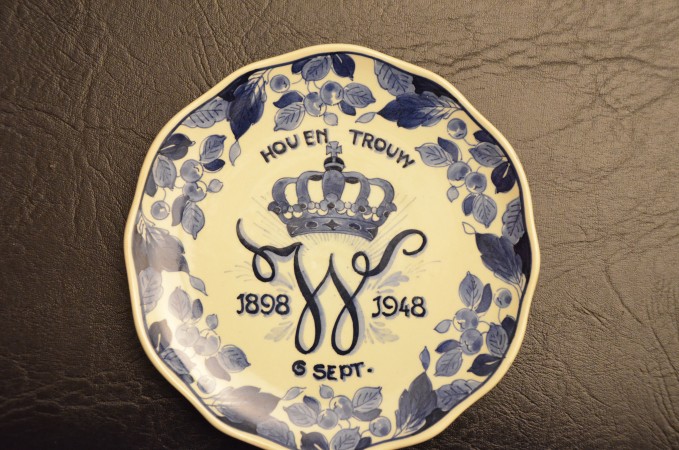 HOU EN TROUW
W
1898 1948
6 SEPT.